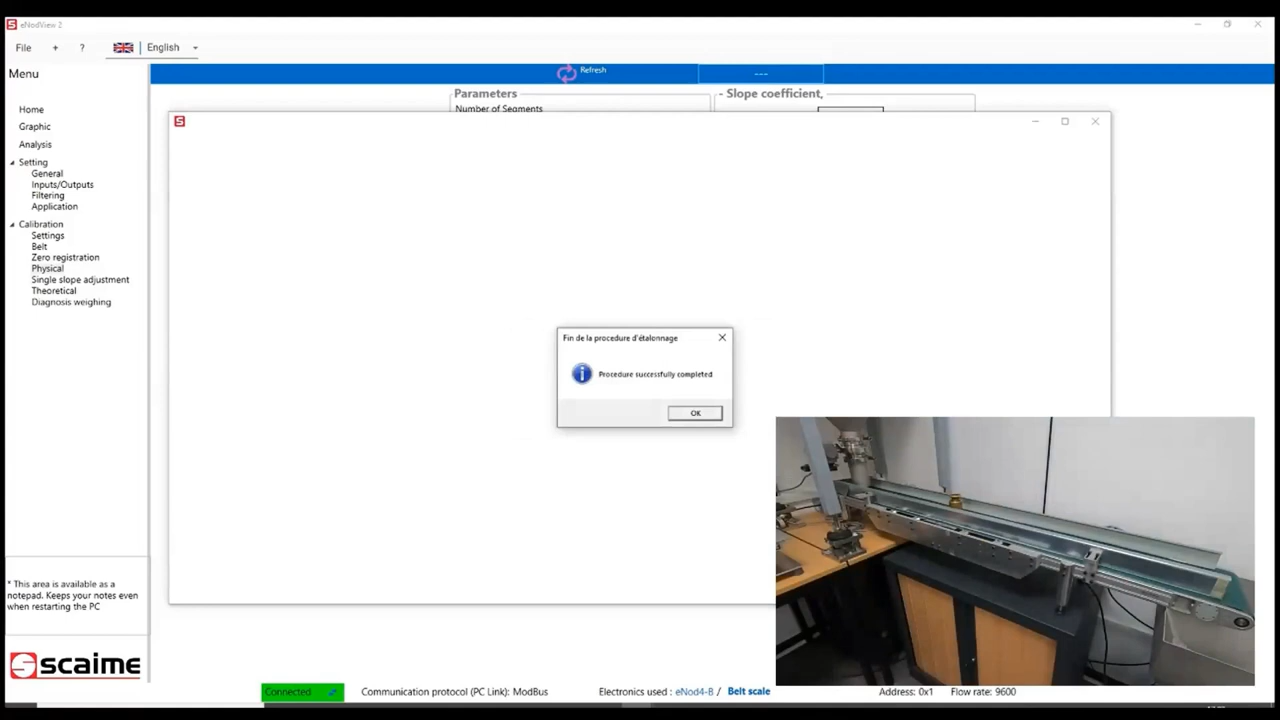 eNodView 2
File + ? English
Menu
Refresh ---
Parameters
- Slope coefficient,
Number of Segments
Home
Graphic
Analysis
Setting
General
Inputs/Outputs
Filtering
Application
Calibration
Settings
Belt
Zero registration
Physical
Single slope adjustment
Theoretical
Diagnosis weighing
Fin de la procedure d'étalonnage
Procedure successfully completed
OK
* This area is available as a
notepad. Keeps your notes even
when restarting the PC
scaime
Connected Communication protocol (PC Link): ModBus Electronics used : eNod4-B / Belt scale Address: 0x1 Flow rate: 9600